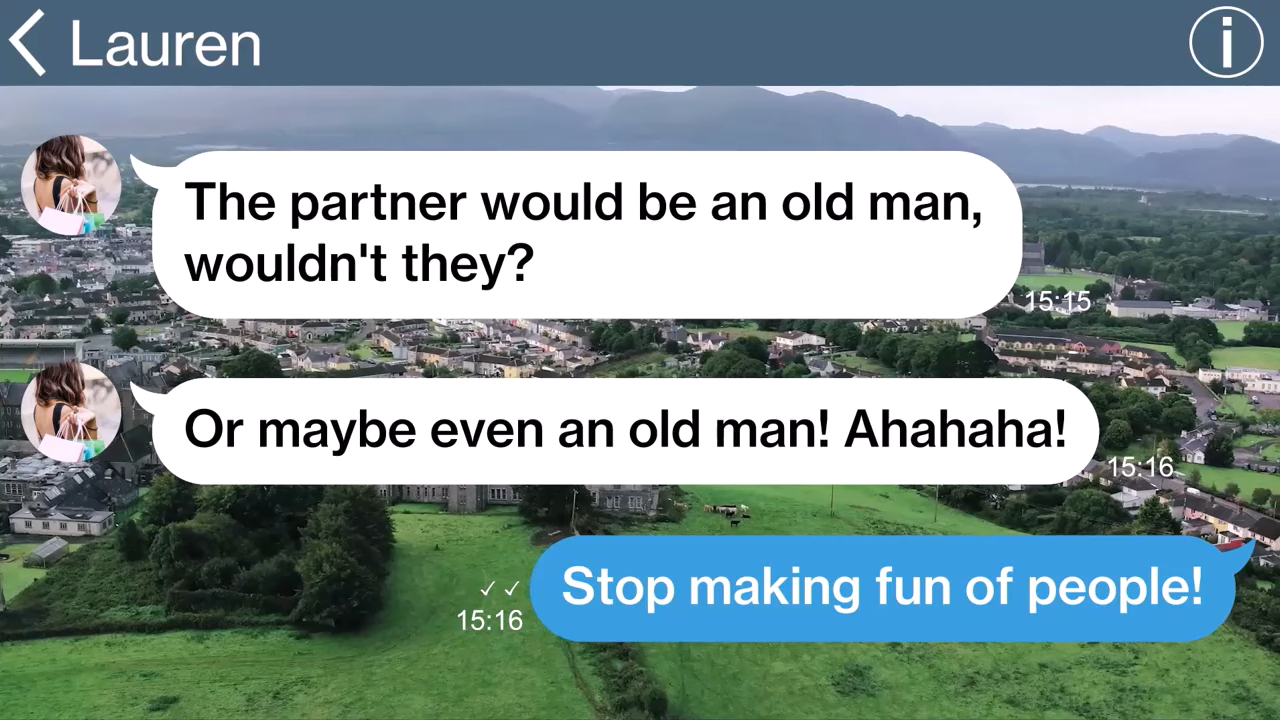 Lauren
i
The partner would be an old man,
wouldn't they?
15:15
Or maybe even an old man! Ahahaha!
15:16
Stop making fun of people!
15:16